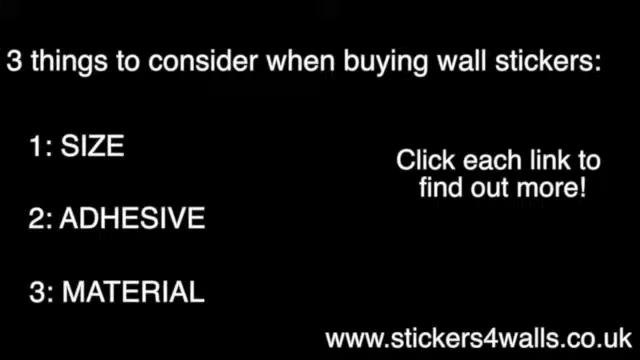 3 things to consider when buying wall stickers:
1: SIZE
Click each link to
find out more!
2: ADHESIVE
3: MATERIAL
www.stickers4walls.co.uk